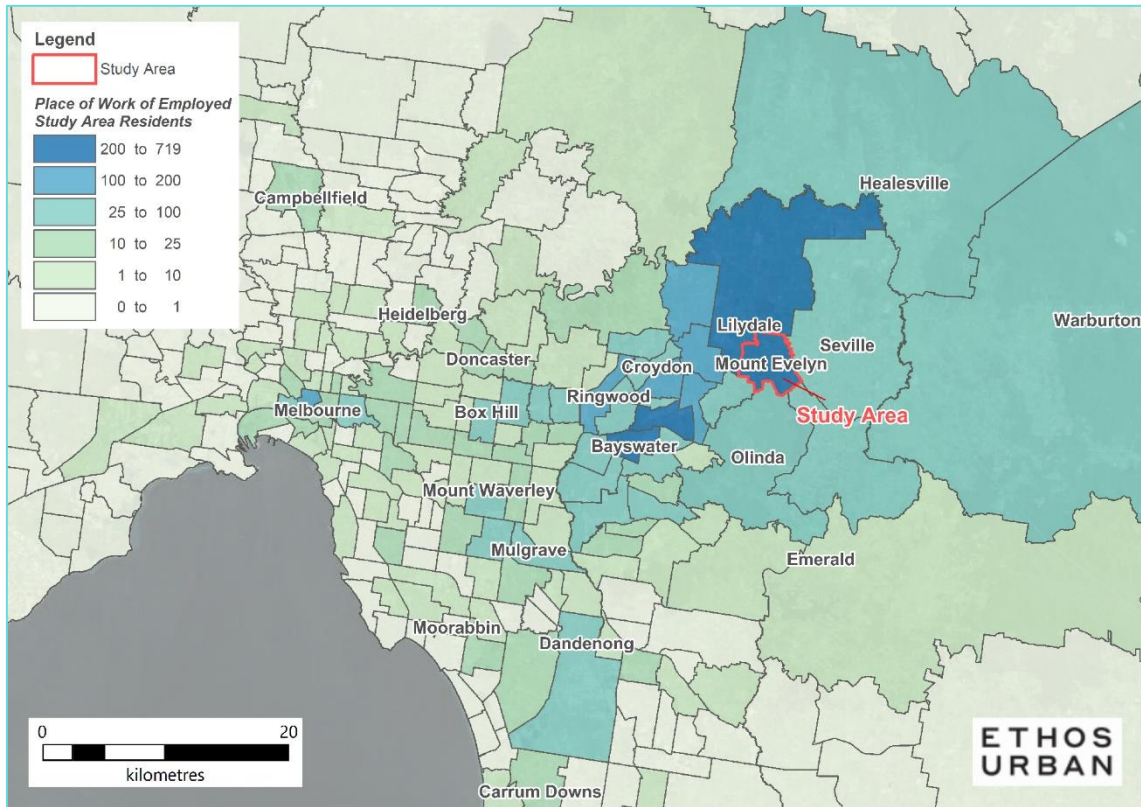 Legend
Study Area
Place of Work of Employed
Study Area Residents
200 to 719
100 to 200
25 to 100
10 to 25
1 to 10
0 to 1
Campbellfield
Healesville
Heidelberg
Lilydale
Warburton
Seville
Doncaster
Mount Evelyn
Croydon
Ringwood
Melbourne
Box Hill
Study Area
Bayswater
Olinda
Mount Waverley
Mulgrave
Emerald
Moorabbin
Dandenong
0 20
kilometres
Carrum Downs
ETHOS
URBAN